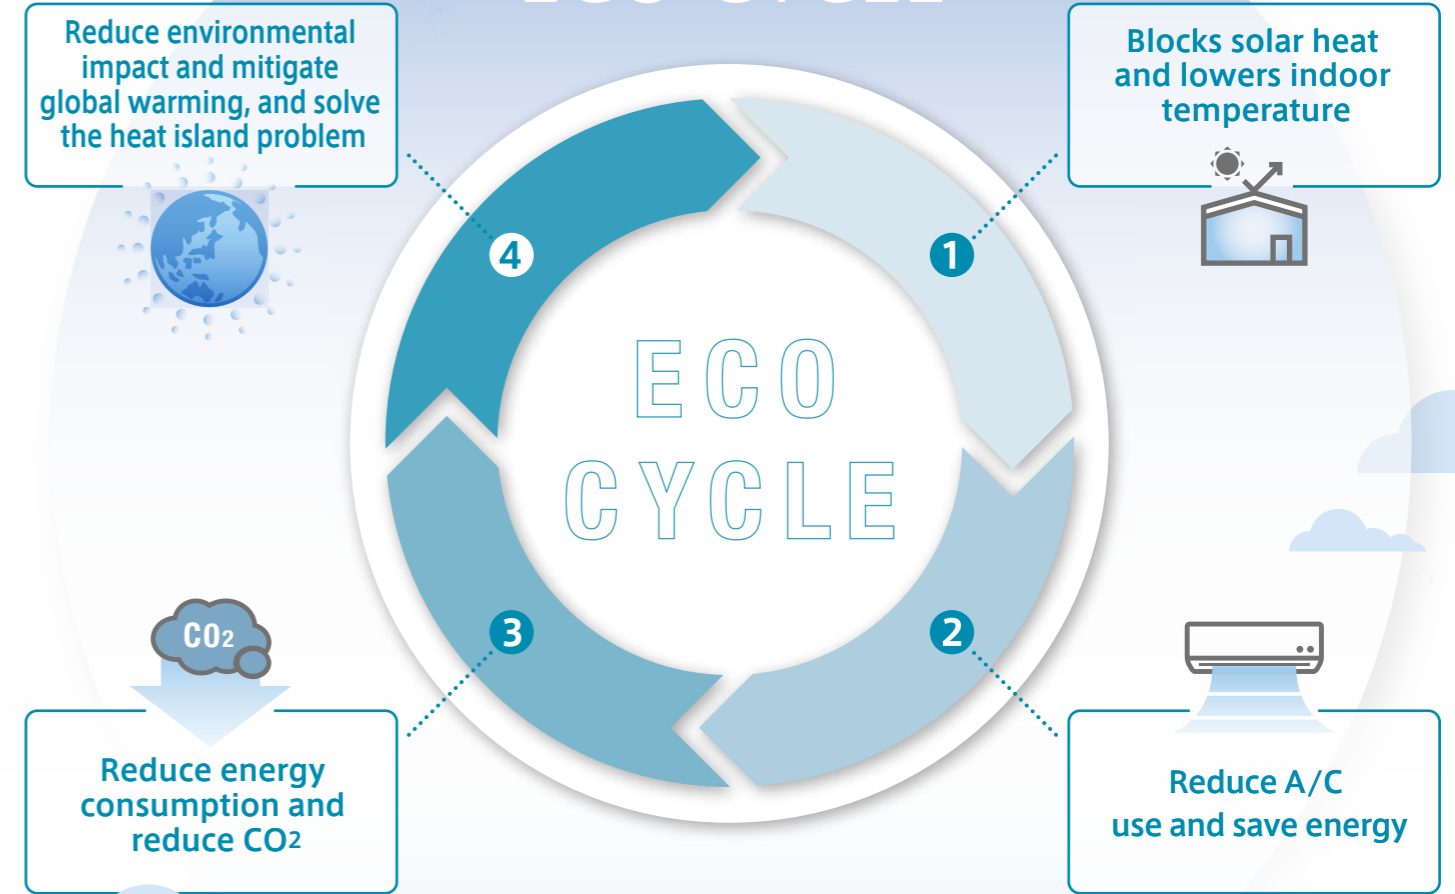 ECO CYCLE
Reduce environmental
impact and mitigate
global warming, and solve
the heat island problem
Blocks solar heat
and lowers indoor
temperature
4
1
ECO
CYCLE
3
2
CO2
Reduce energy
consumption and
reduce CO2
Reduce A/C
use and save energy